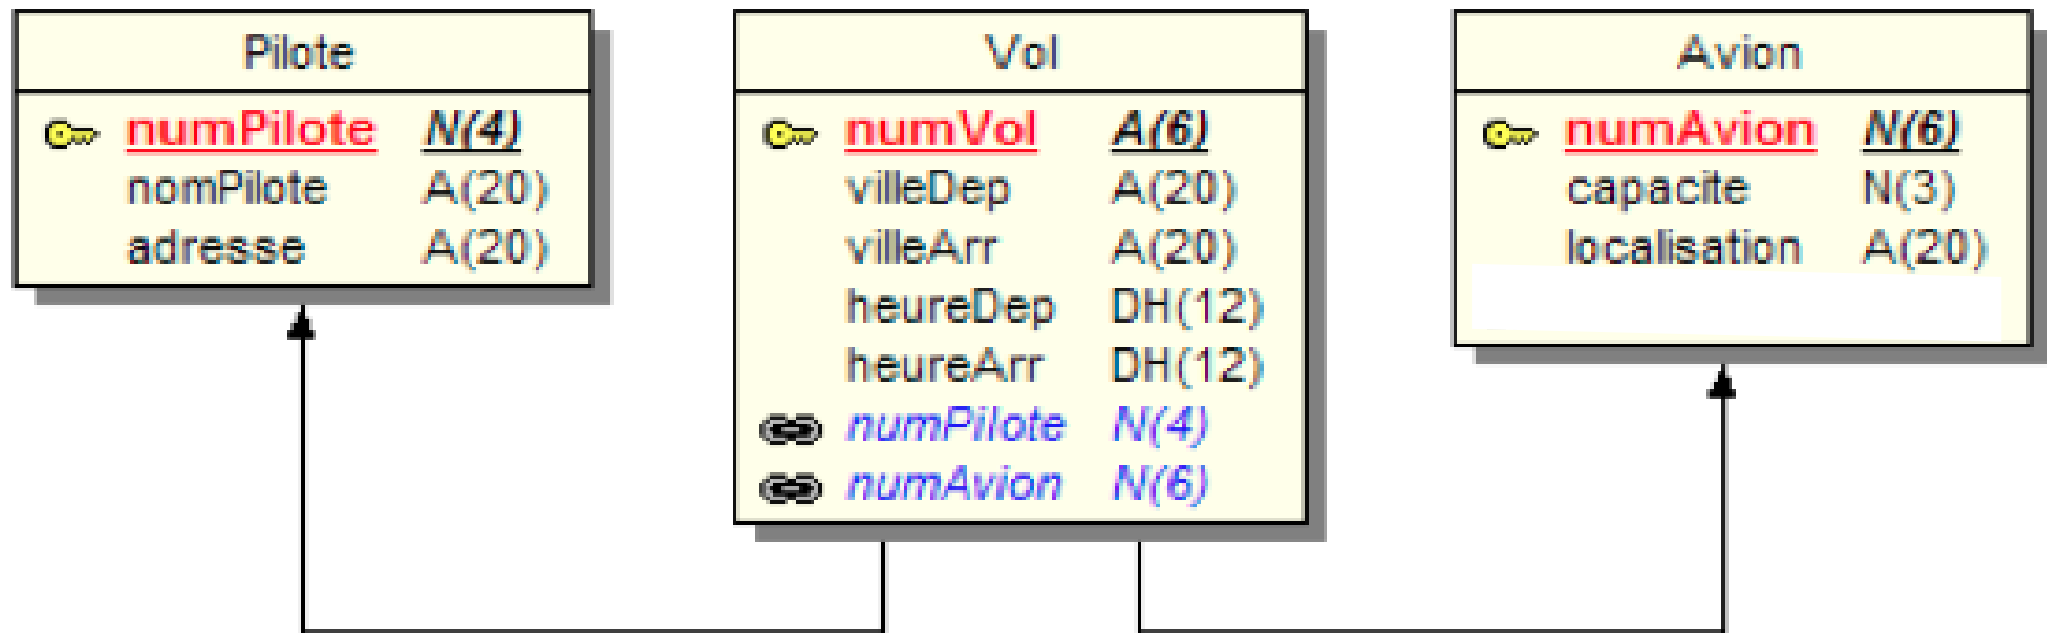 Pilote
numPilote N(4)
nomPilote A(20)
adresse A(20)
Vol
numVol A(6)
villeDep A(20)
villeArr A(20)
heureDep DH(12)
heureArr DH(12)
numPilote N(4)
numAvion N(6)
Avion
numAvion N(6)
capacite N(3)
localisation A(20)